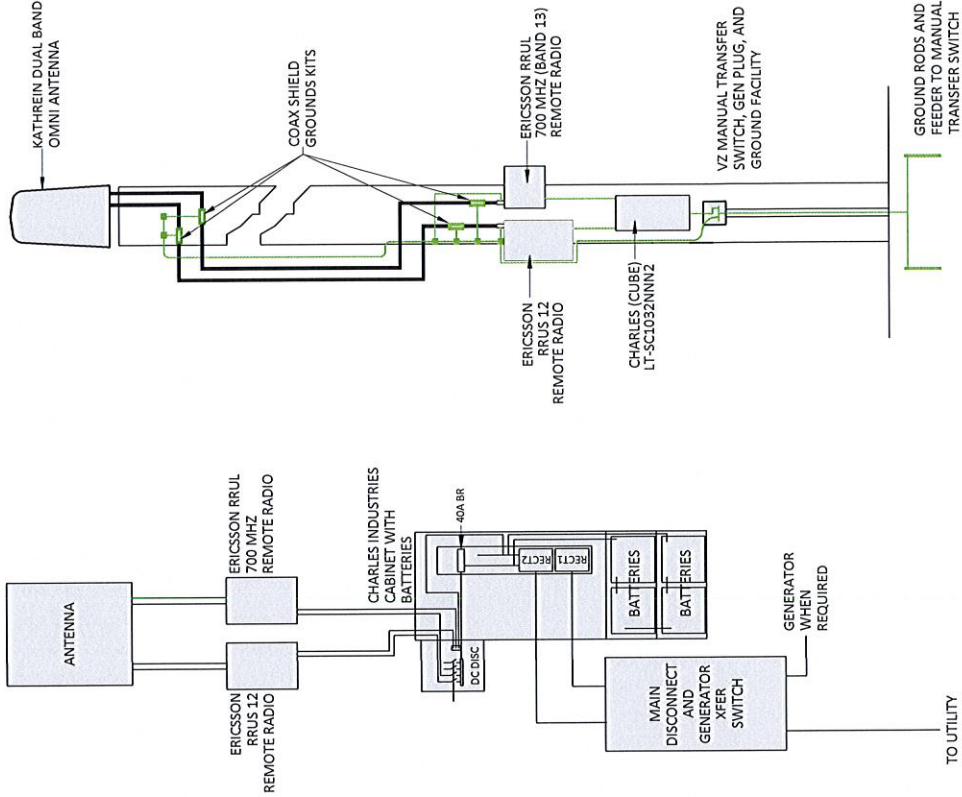 KATHREIN DUAL BAND
OMNI ANTENNA
COAX SHIELD
GROUNDS KITS
ERICSSON RRUL
700 MHZ (BAND 13)
REMOTE RADIO
ERICSSON
RRUS 12
REMOTE RADIO
CHARLES (CUBE)
LT-SC1032NNN2
VZ MANUAL TRANSFER
SWITCH, GEN PLUG, AND
GROUND FACILITY
GROUND RODS AND
FEEDER TO MANUAL
TRANSFER SWITCH
ANTENNA
ERICSSON RRUL
700 MHZ
REMOTE RADIO
ERICSSON
RRUS 12
REMOTE RADIO
CHARLES INDUSTRIES
CABINET WITH
BATTERIES
40A BR
DC DISC
RECT2
RECT1
BATTERIES
BATTERIES
BATTERIES
BATTERIES
MAIN
DISCONNECT
AND
GENERATOR
XFER
SWITCH
GENERATOR
WHEN
REQUIRED
TO UTILITY